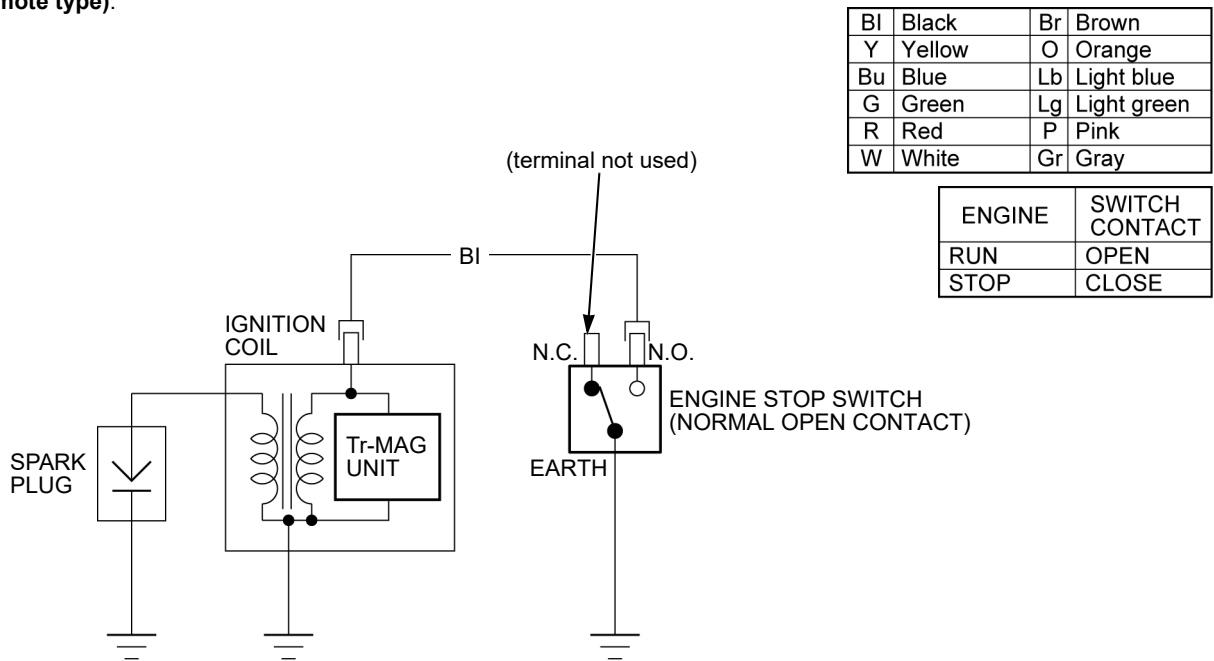 mote type).
Bl Black Br Brown
Y Yellow O Orange
Bu Blue Lb Light blue
G Green Lg Light green
R Red P Pink
W White Gr Gray
ENGINE SWITCH
CONTACT
RUN OPEN
STOP CLOSE
(terminal not used)
Bl
IGNITION
COIL
N.C. N.O.
ENGINE STOP SWITCH
(NORMAL OPEN CONTACT)
Tr-MAG
UNIT
SPARK
PLUG
EARTH